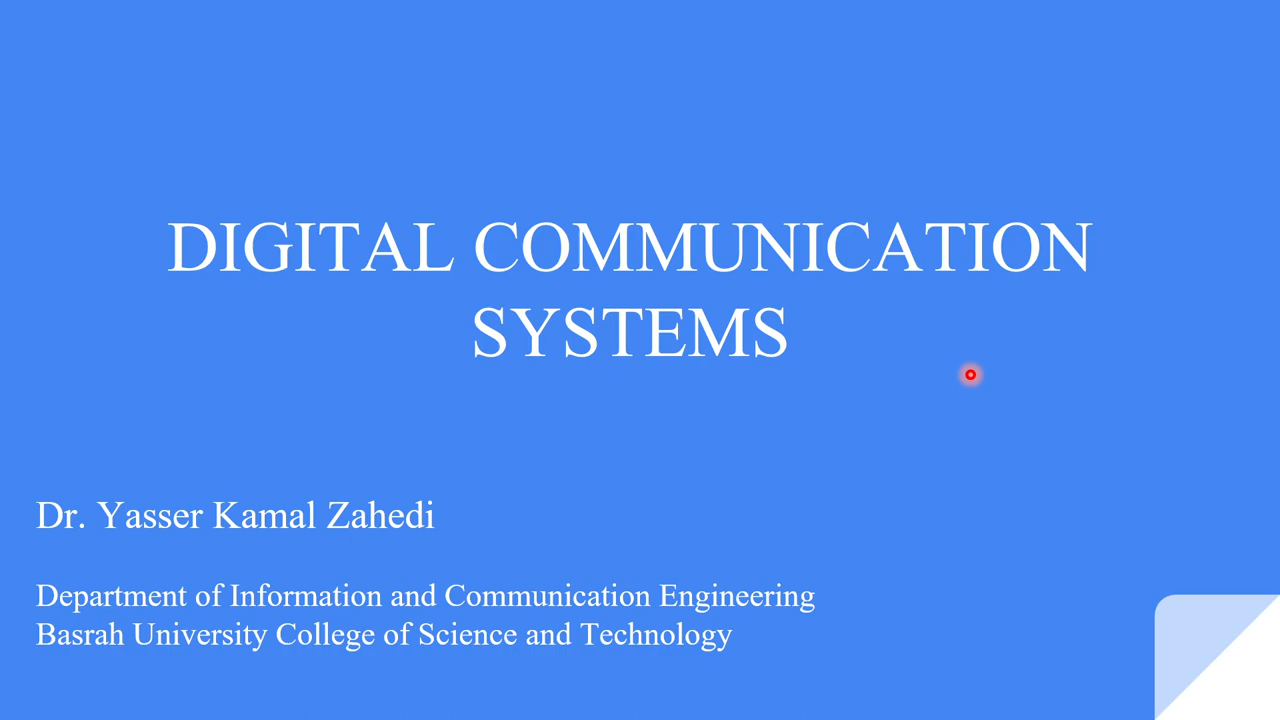 DIGITAL COMMUNICATION
SYSTEMS
Dr. Yasser Kamal Zahedi
Department of Information and Communication Engineering
Basrah University College of Science and Technology